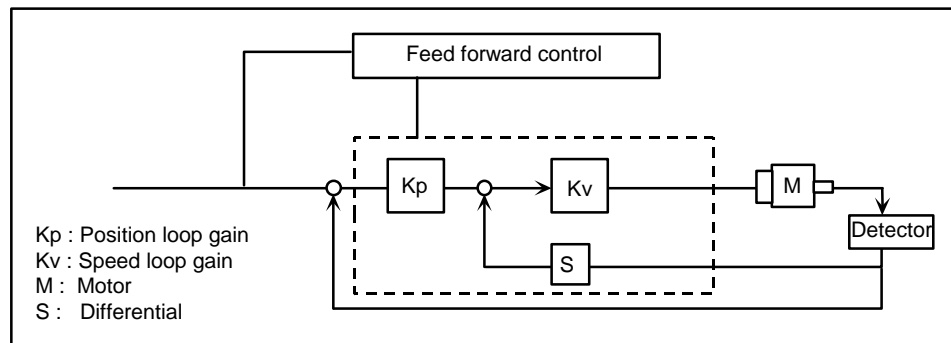 Feed forward control
Kp
Kv
M
Detector
S
Kp : Position loop gain
Kv : Speed loop gain
M : Motor
S : Differential